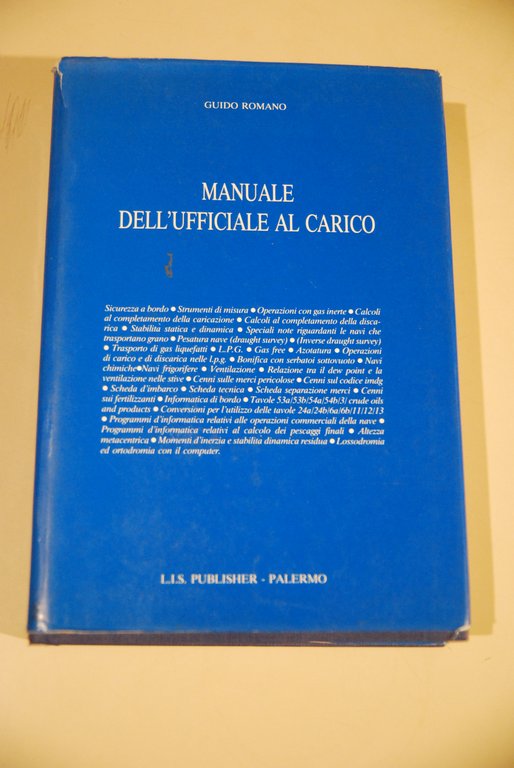 GUIDO ROMANO
MANUALE
DELL'UFFICIALE AL CARICO
Sicurezza a bordo ● Strumenti di misura ● Operazioni con gas inerte ● Calcoli
al completamento della caricazione ● Calcoli al completamento della disca-
rica ● Stabilita statica e dinamica ● Speciali note riguardanti le navi che
trasportano grano ● Pesatura nave (draught survey) ● (Inverse draught survey)
● Trasporto di gas liquefatti ● L.P.G. ● Gas free ● Azotatura ● Operazioni
di carico e di discarica nelle l.p.g. ● Bonifica con serbatoi sottovuoto ● Navi
chimiche ● Navi frigorifere ● Ventilazione ● Relazione tra il dew point e la
ventilazione nelle stive ● Cenni sulle merci pericolose ● Cenni sul codice imdg
● Scheda d'imbarco ● Scheda tecnica ● Scheda separazione merci ● Cenni
sui fertilizzanti ● Informatica di bordo ● Tavole 53a/53b/54a/54b/3/ crude oils
and products ● Conversioni per l'utilizzo delle tavole 24a/24b/6a/6b/11/12/13
● Programmi d'informatica relativi alle operazioni commerciali della nave ●
Programmi d'informatica relativi al calcolo dei pescaggi finali ● Altezza
metacentrica ● Momenti d'inerzia e stabilità dinamica residua ● Lossodromia
ed ortodromia con il computer.
L.I.S. PUBLISHER - PALERMO